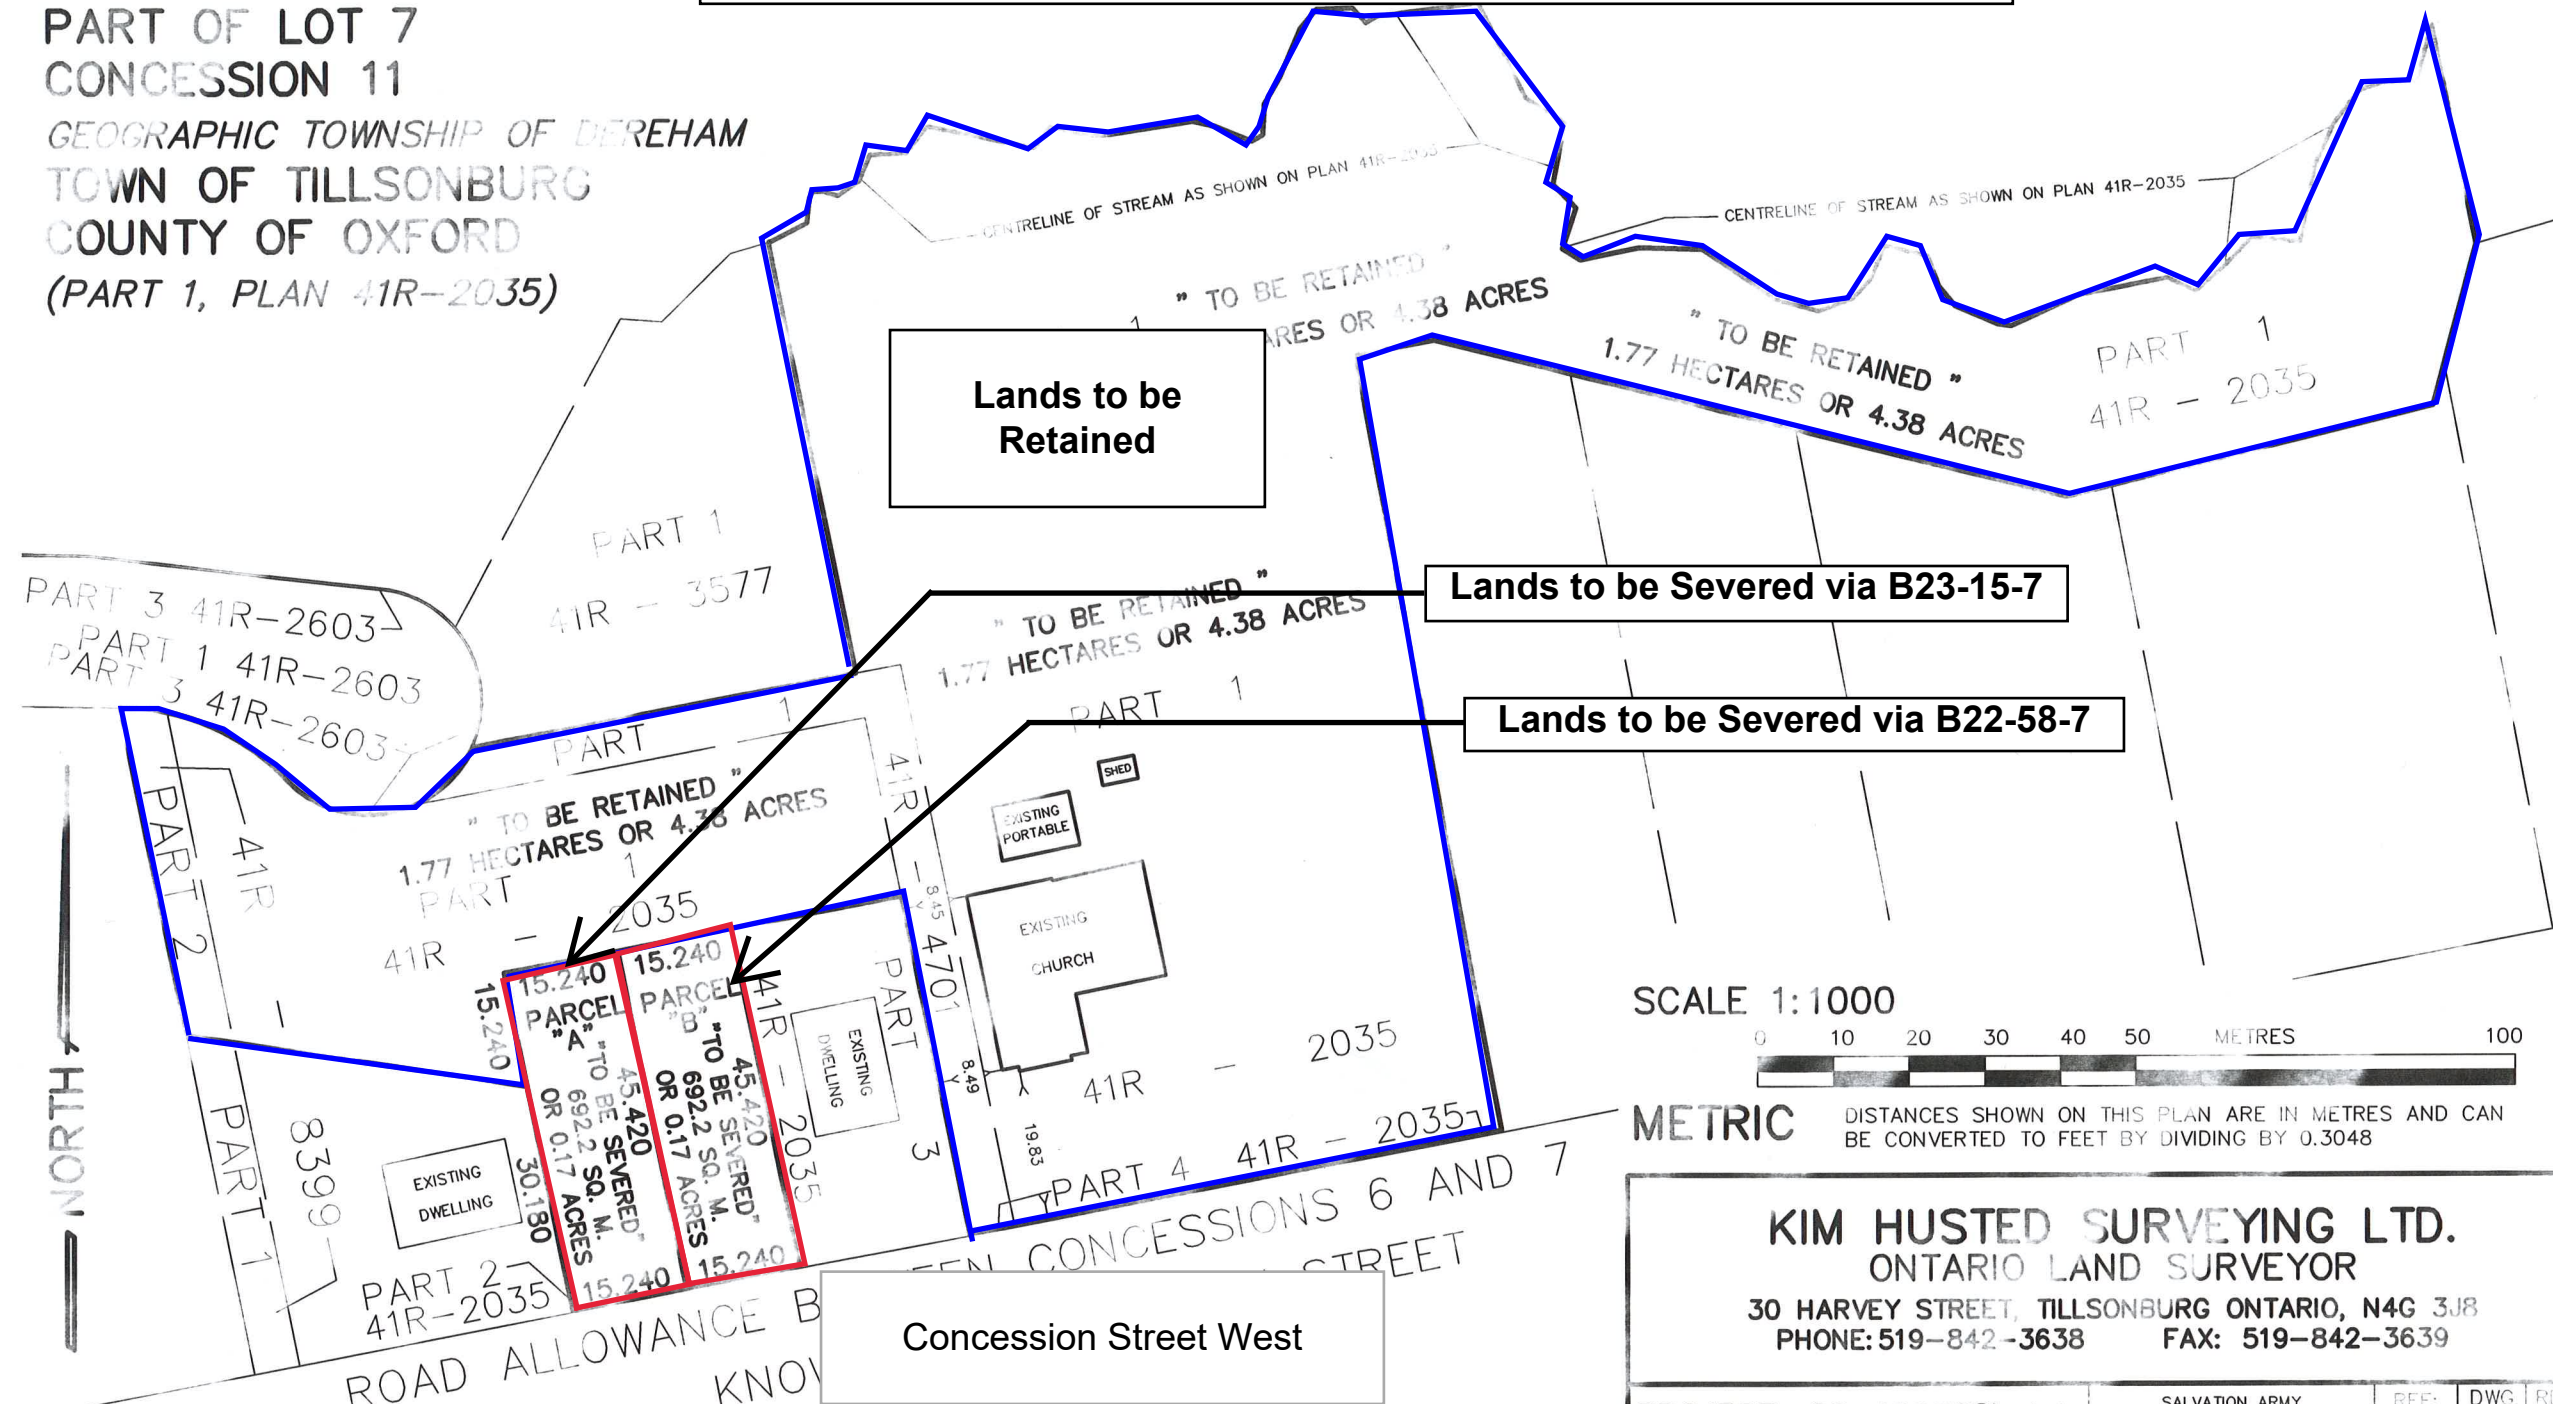 PART OF LOT 7
CONCESSION 11
GEOGRAPHIC TOWNSHIP OF DEREHAM
TOWN OF TILLSONBURG
COUNTY OF OXFORD
(PART 1, PLAN 41R-2035)
CENTRELINE OF STREAM AS SHOWN ON PLAN 41R-2035
CENTRELINE OF STREAM AS SHOWN ON PLAN 41R-2035
" TO BE RETAINED "
ARES OR 4.38 ACRES
1
" TO BE RETAINED "
1.77 HECTARES OR 4.38 ACRES
PART 1
41R - 2035
Lands to be
Retained
PART 1
41R - 3577
PART 3 41R-2603
PART 1 41R-2603
PART 3 41R-2603
" TO BE RETAINED "
1.77 HECTARES OR 4.38 ACRES
PART 1
Lands to be Severed via B23-15-7
Lands to be Severed via B22-58-7
PART 1
41R - 4701
" TO BE RETAINED "
1.77 HECTARES OR 4.38 ACRES
PART 1
41R - 2035
PART 2
41R - 8399
PART 1
SHED
EXISTING
PORTABLE
EXISTING
CHURCH
8.45
8.49
19.83
15.240
15.240
PARCEL
"A"
"TO BE SEVERED"
692.2 SQ. M.
OR 0.17 ACRES
45.420
30.180
15.240
15.240
PARCEL
"B"
"TO BE SEVERED"
692.2 SQ. M.
OR 0.17 ACRES
45.420
15.240
41R - 2035
PART 3
EXISTING
DWELLING
EXISTING
DWELLING
PART 2
41R-2035
41R - 2035
PART 4 41R - 2035
ROAD ALLOWANCE B EEN CONCESSIONS 6 AND 7
KNOW STREET
Concession Street West
NORTH
SCALE 1:1000
0 10 20 30 40 50 METRES 100
METRIC
DISTANCES SHOWN ON THIS PLAN ARE IN METRES AND CAN
BE CONVERTED TO FEET BY DIVIDING BY 0.3048
KIM HUSTED SURVEYING LTD.
ONTARIO LAND SURVEYOR
30 HARVEY STREET, TILLSONBURG ONTARIO, N4G 3J8
PHONE: 519-842-3638 FAX: 519-842-3639
SALVATION ARMY
REF: DWG